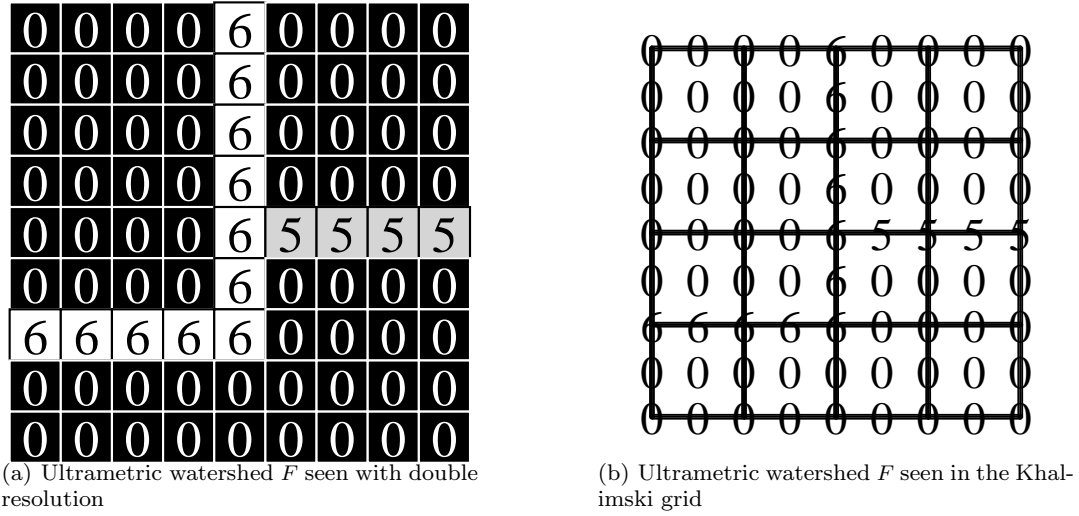 0 0 0 0 6 0 0 0 0
0 0 0 0 6 0 0 0 0
0 0 0 0 6 0 0 0 0
0 0 0 0 6 0 0 0 0
0 0 0 0 6 5 5 5 5
0 0 0 0 6 0 0 0 0
6 6 6 6 6 0 0 0 0
0 0 0 0 0 0 0 0 0
0 0 0 0 0 0 0 0 0
(a) Ultrametric watershed F seen with double
resolution
0 0 0 0 6 0 0 0 0
0 0 0 0 6 0 0 0 0
0 0 0 0 6 0 0 0 0
0 0 0 0 6 0 0 0 0
0 0 0 0 6 5 5 5 5
0 0 0 0 6 0 0 0 0
6 6 6 6 6 0 0 0 0
0 0 0 0 0 0 0 0 0
0 0 0 0 0 0 0 0 0
(b) Ultrametric watershed F seen in the Khal-
imski grid